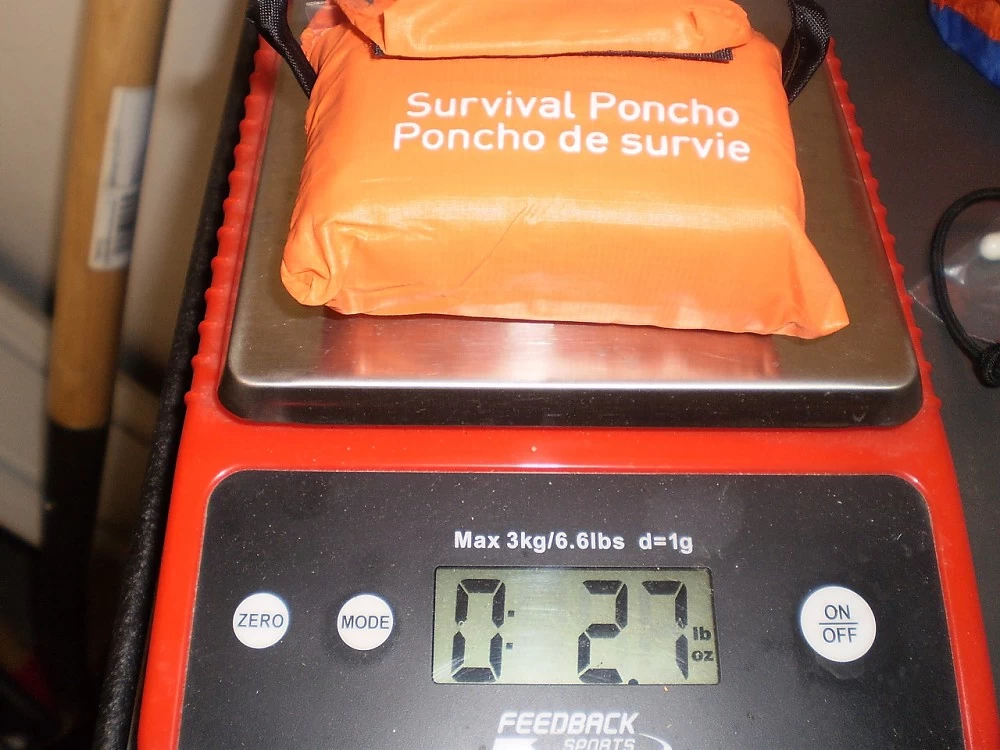 Survival Poncho
Poncho de survie
Max 3kg/6.6lbs d=1g
ZERO
MODE
0: 2.7
lb
oz
ON
OFF
FEEDBACK
SPORTS